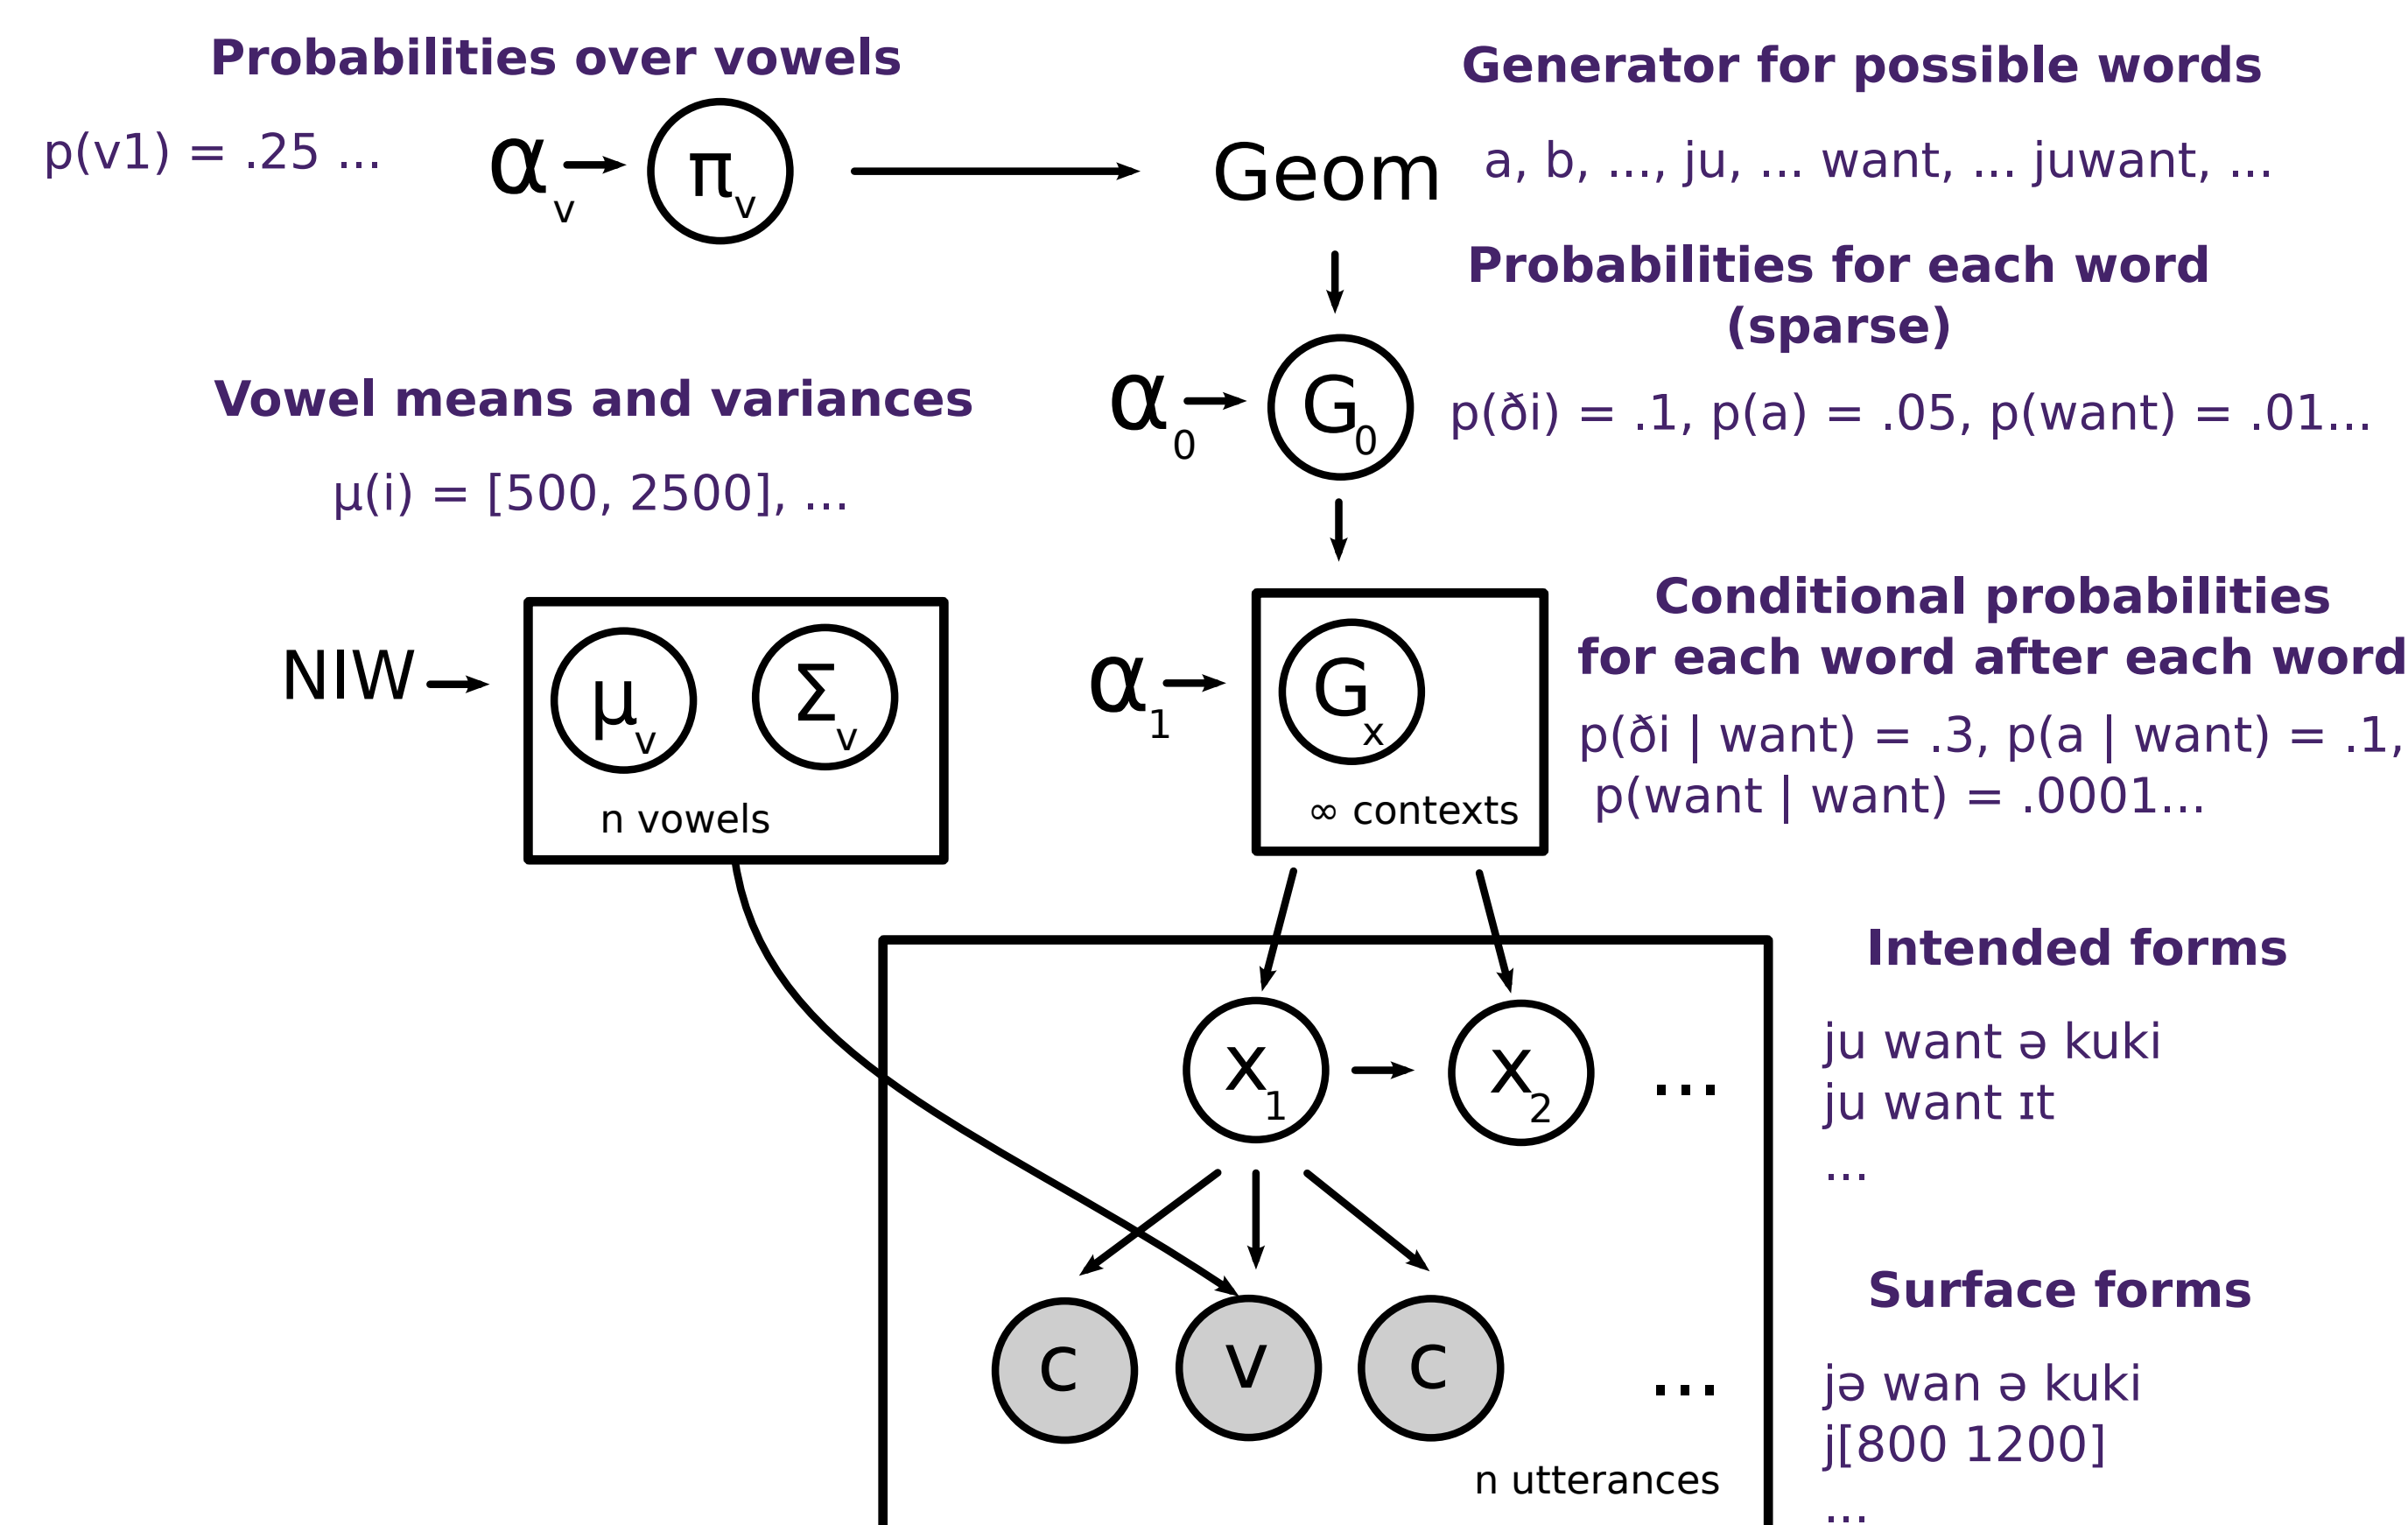 Probabilities over vowels
p(v1) = .25 ...
α v
π v
Geom
Generator for possible words
a, b, ..., ju, ... want, ... juwant, ...
Probabilities for each word
(sparse)
α 0
G 0
p(ði) = .1, p(a) = .05, p(want) = .01...
Vowel means and variances
μ(i) = [500, 2500], ...
NIW
μ v
Σ v
n vowels
α 1
G x
∞ contexts
Conditional probabilities
for each word after each word
p(ði | want) = .3, p(a | want) = .1,
p(want | want) = .0001...
x 1
x 2
...
Intended forms
ju want ə kuki
ju want ɪt
...
c
v
c
...
n utterances
Surface forms
jə wan ə kuki
j[800 1200]
...